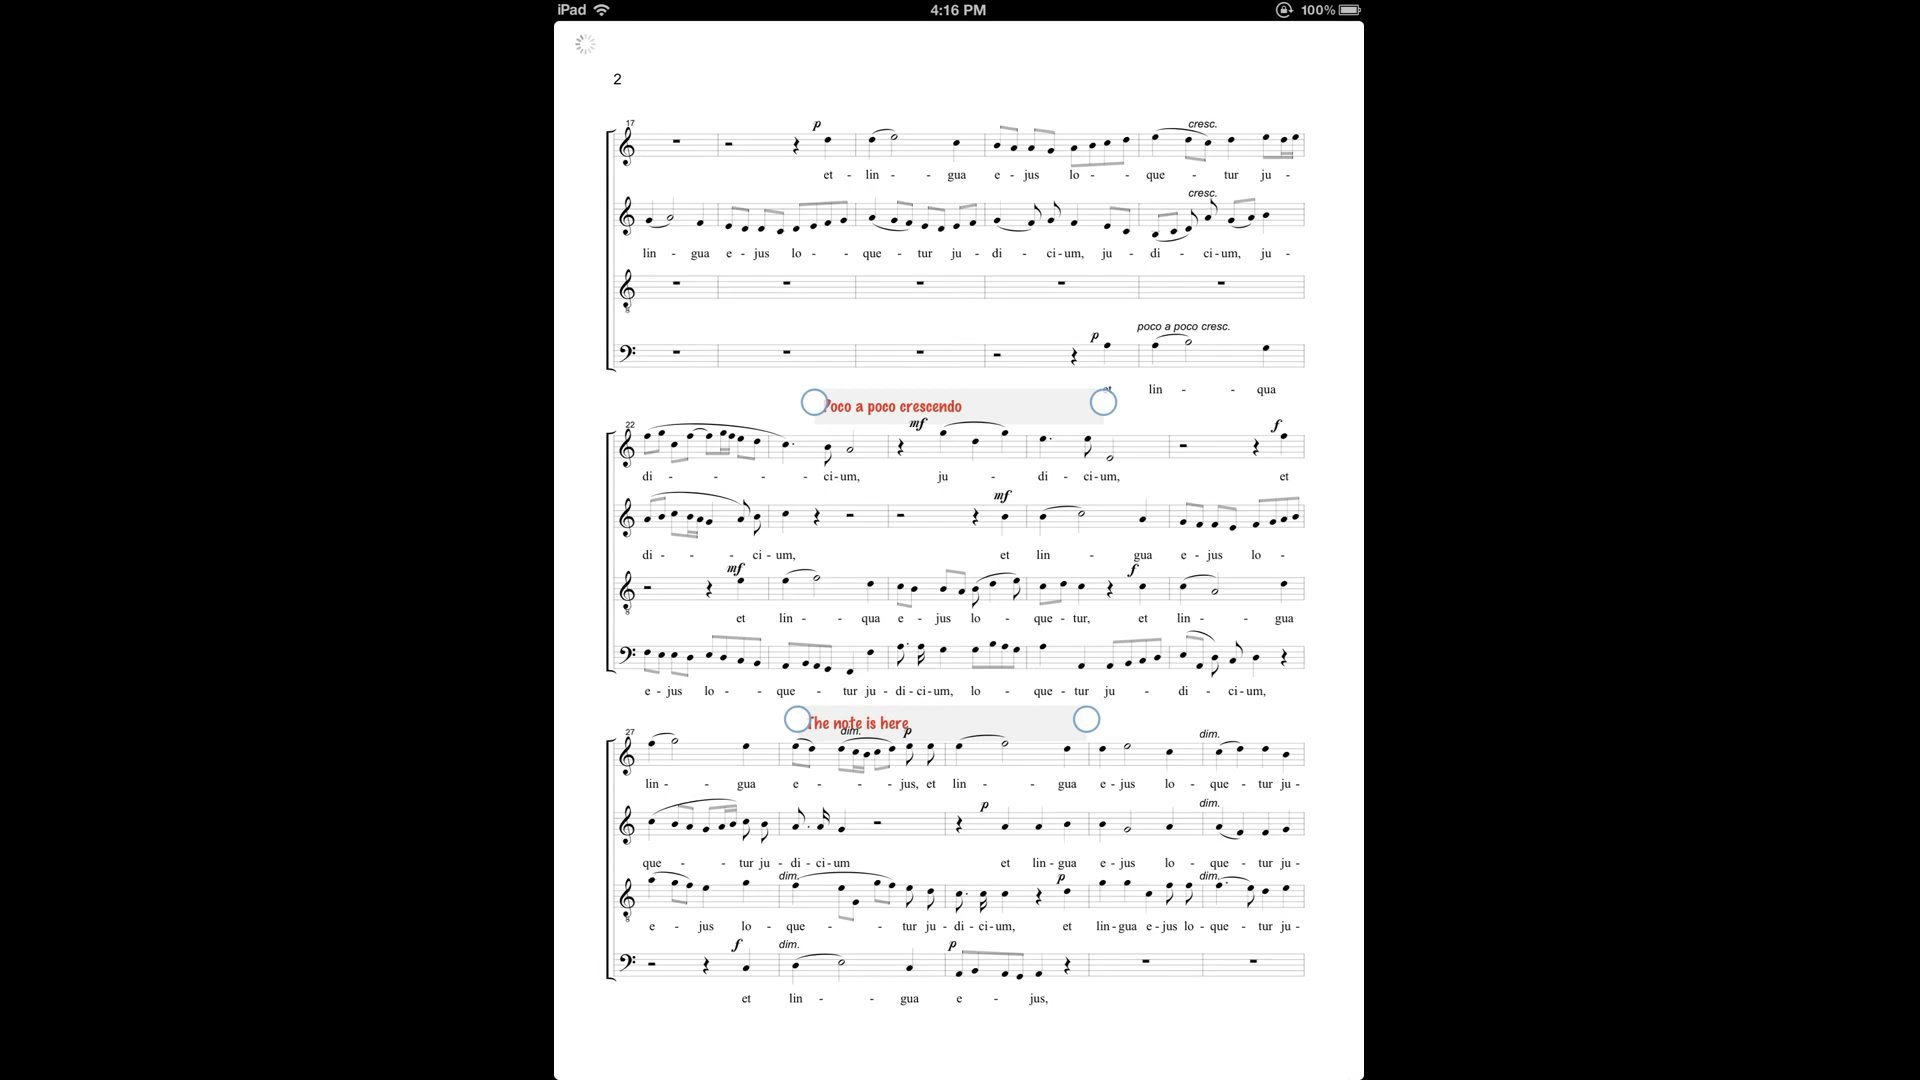 iPad 4:16 PM 100%
2
17
p cresc.
et - lin - - gua e - jus lo - - que - tur ju -
cresc.
lin - gua e - jus lo - - que - tur ju - di - ci - um, ju - di - ci - um, ju -
8
p poco a poco cresc.
et lin - - qua
Poco a poco crescendo
22
mf f
di - - - - ci - um, ju - di - ci - um, et
mf
di - - - ci - um, et lin - gua e - jus lo -
mf f
8
et lin - - qua e - jus lo - que - tur, et lin - gua
e - jus lo - - que - tur ju - di - ci - um, lo - que - tur ju - di - ci - um,
The note is here
27
dim. p dim.
lin - - gua e - - - jus, et lin - - gua e - jus lo - que - tur ju -
p dim.
que - - tur ju - di - ci - um et lin - gua e - jus lo - que - tur ju -
dim. p dim.
8
e - jus lo - que - - tur ju - di - ci - um, et lin - gua e - jus lo - que - tur ju -
f dim. p
et lin - - gua e - jus,